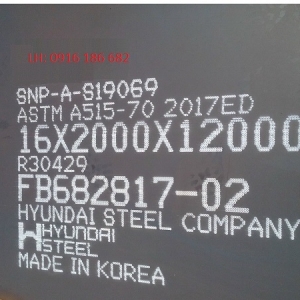 LH: 0916 186 682
SNP-A-S19069
ASTM A515-70 2017ED
16X2000X12000
R30429
FB682817-02
HYUNDAI STEEL COMPANY
HYUNDAI
STEEL
MADE IN KOREA